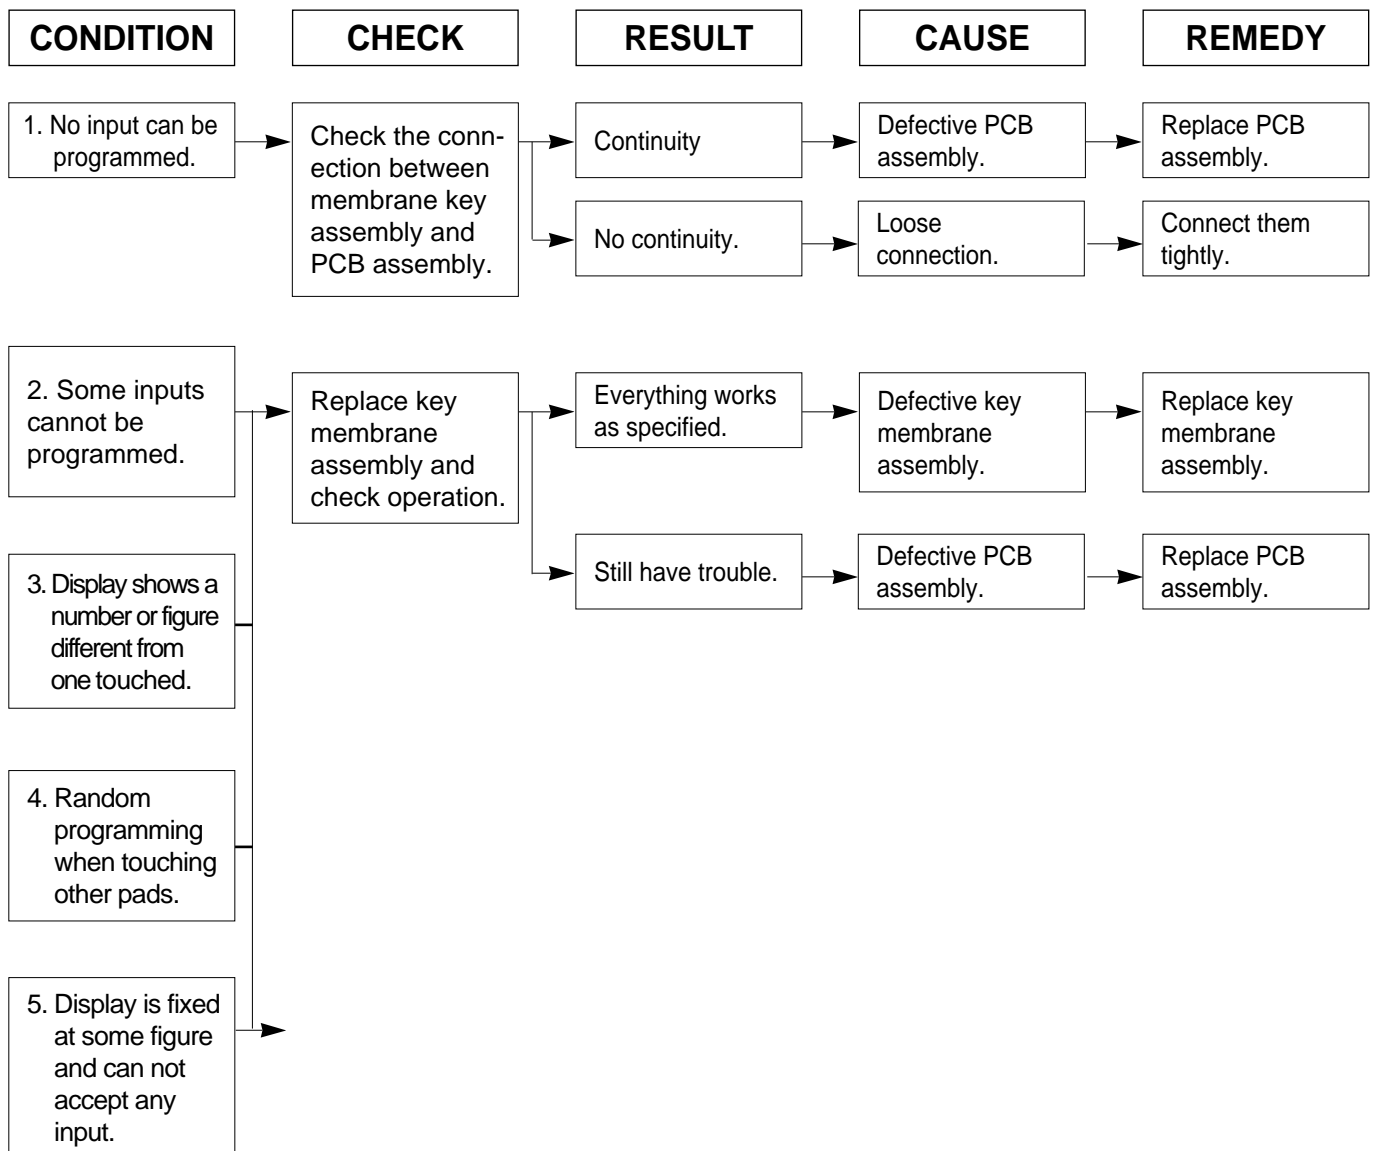 CONDITION
CHECK
RESULT
CAUSE
REMEDY
1. No input can be
programmed.
Check the conn-
ection between
membrane key
assembly and
PCB assembly.
Continuity
Defective PCB
assembly.
Replace PCB
assembly.
No continuity.
Loose
connection.
Connect them
tightly.
2. Some inputs
cannot be
programmed.
Replace key
membrane
assembly and
check operation.
Everything works
as specified.
Defective key
membrane
assembly.
Replace key
membrane
assembly.
Still have trouble.
Defective PCB
assembly.
Replace PCB
assembly.
3. Display shows a
number or figure
different from
one touched.
4. Random
programming
when touching
other pads.
5. Display is fixed
at some figure
and can not
accept any
input.